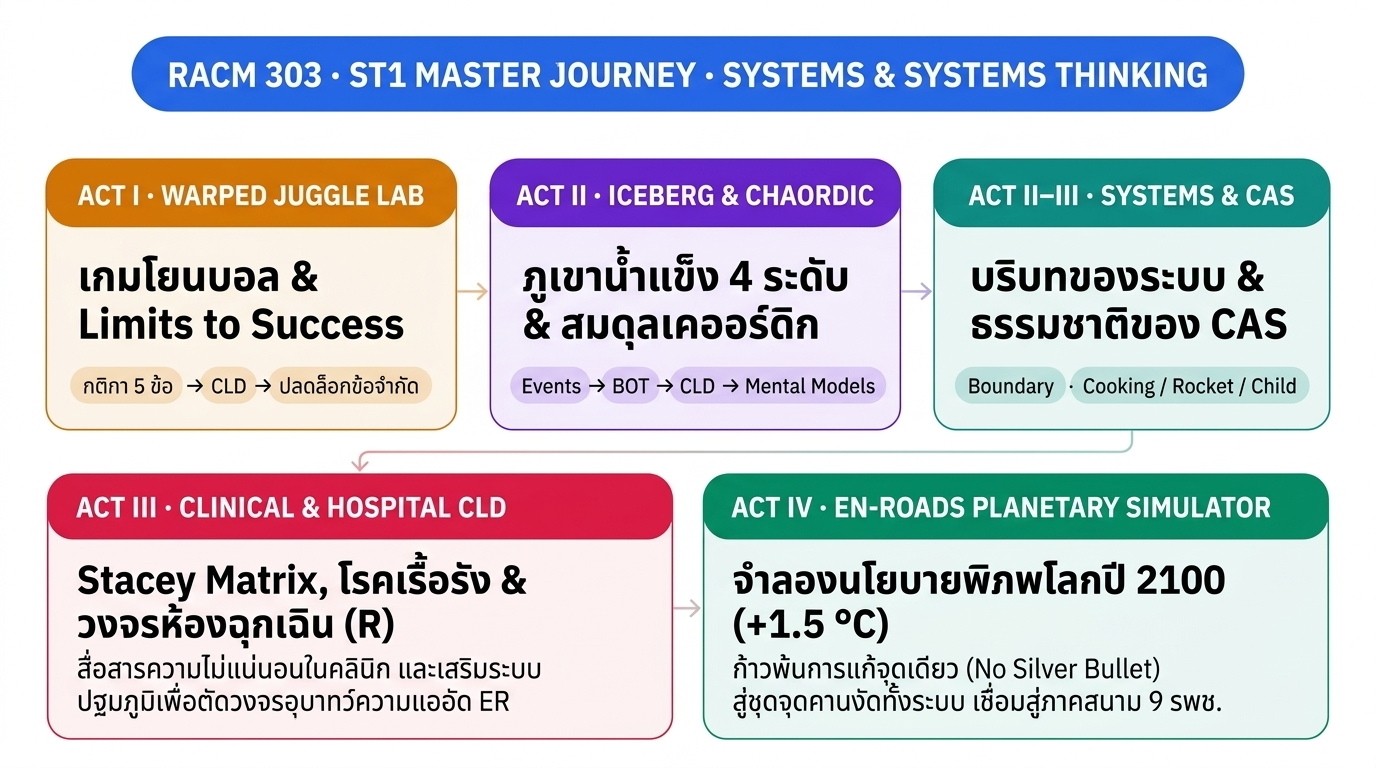 RACM 303 · ST1 MASTER JOURNEY · SYSTEMS & SYSTEMS THINKING
ACT I · WARPED JUGGLE LAB
เกมโยนบอล &
Limits to Success
กติกา 5 ข้อ → CLD → ปลดล็อกข้อจำกัด
ACT II · ICEBERG & CHAORDIC
ภูเขาน้ำแข็ง 4 ระดับ
& สมดุลเคออร์ดิก
Events → BOT → CLD → Mental Models
ACT II–III · SYSTEMS & CAS
บริบทของระบบ &
ธรรมชาติของ CAS
Boundary · Cooking / Rocket / Child
ACT III · CLINICAL & HOSPITAL CLD
Stacey Matrix, โรคเรื้อรัง &
วงจรห้องฉุกเฉิน (R)
สื่อสารความไม่แน่นอนในคลินิก และเสริมระบบ
ปฐมภูมิเพื่อตัดวงจรอุบาทว์ความแออัด ER
ACT IV · EN-ROADS PLANETARY SIMULATOR
จำลองนโยบายพิภพโลกปี 2100
(+1.5 °C)
ก้าวพ้นการแก้จุดเดียว (No Silver Bullet)
สู่ชุดจุดคานงัดทั้งระบบ เชื่อมสู่ภาคสนาม 9 รพช.